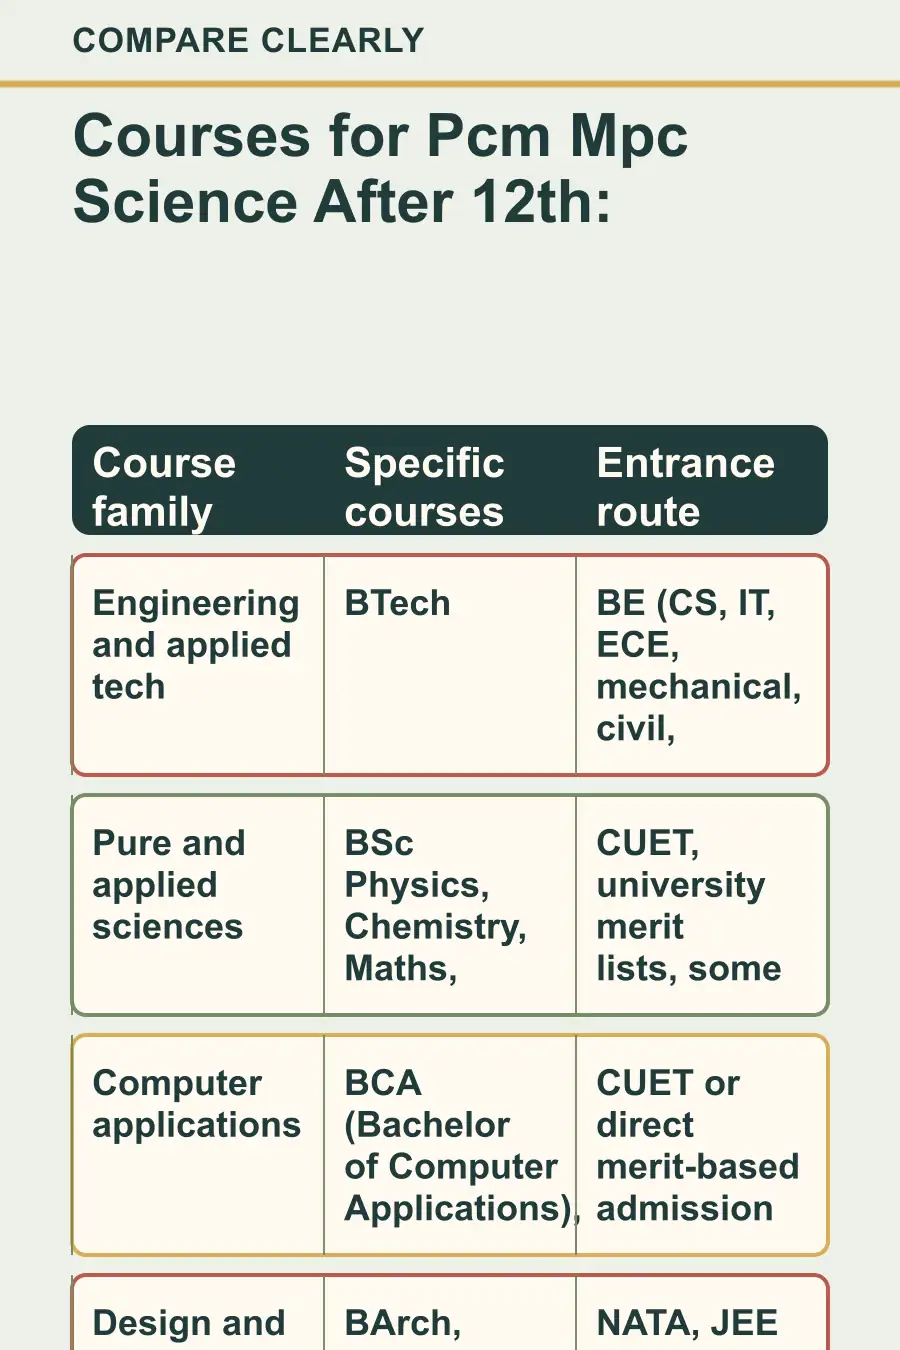 COMPARE CLEARLY
Courses for Pcm Mpc
Science After 12th:
Course
family
Specific
courses
Entrance
route
Engineering
and applied
tech
BTech
BE (CS, IT,
ECE,
mechanical,
civil,
Pure and
applied
sciences
BSc
Physics,
Chemistry,
Maths,
CUET,
university
merit
lists, some
Computer
applications
BCA
(Bachelor
of Computer
Applications),
CUET or
direct
merit-based
admission
Design and
BArch,
NATA, JEE